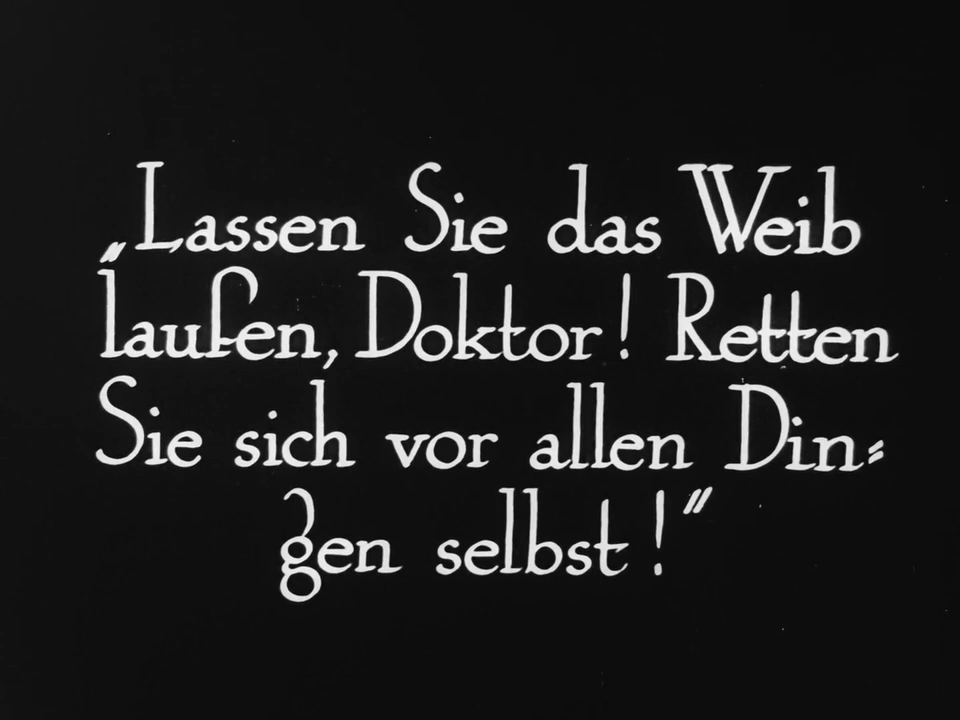 „Lassen Sie das Weib
laufen, Doktor! Retten
Sie sich vor allen Din⸗
gen selbst!"